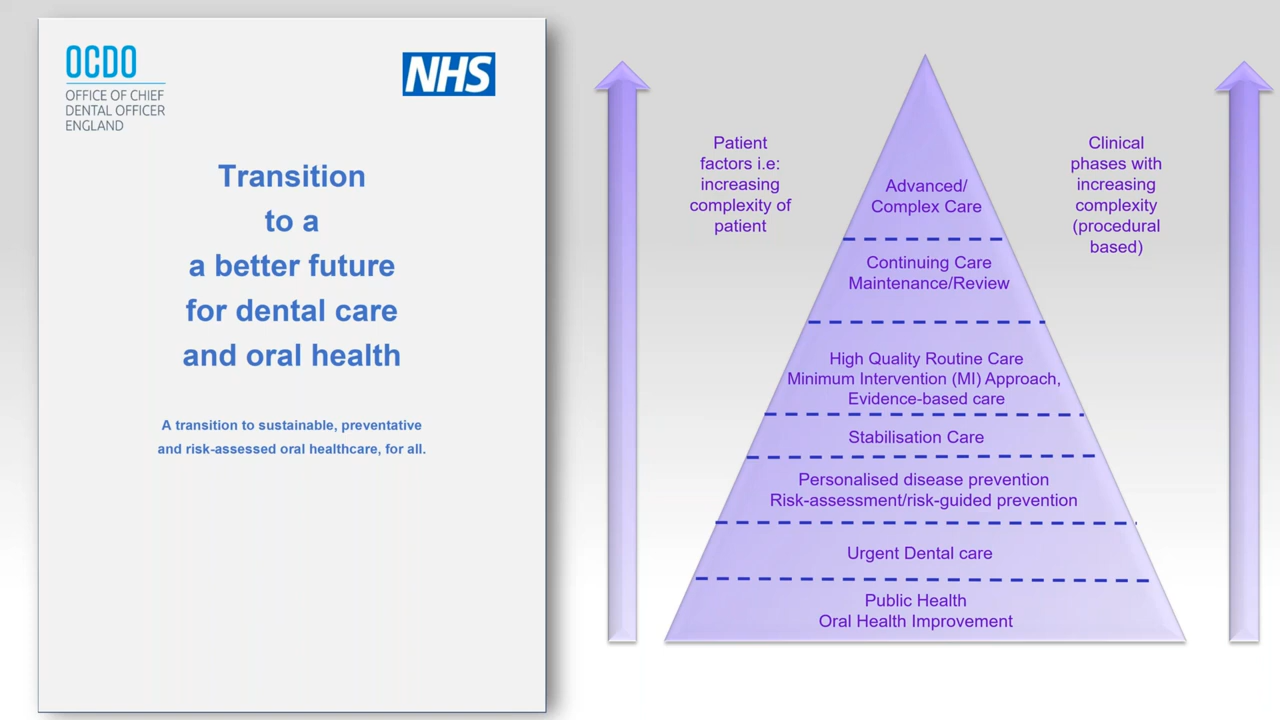 OCDO
OFFICE OF CHIEF
DENTAL OFFICER
ENGLAND
NHS
Transition
to a
a better future
for dental care
and oral health
A transition to sustainable, preventative
and risk-assessed oral healthcare, for all.
Patient
factors i.e:
increasing
complexity of
patient
Advanced/
Complex Care
Continuing Care
Maintenance/Review
High Quality Routine Care
Minimum Intervention (MI) Approach,
Evidence-based care
Stabilisation Care
Personalised disease prevention
Risk-assessment/risk-guided prevention
Urgent Dental care
Public Health
Oral Health Improvement
Clinical
phases with
increasing
complexity
(procedural
based)